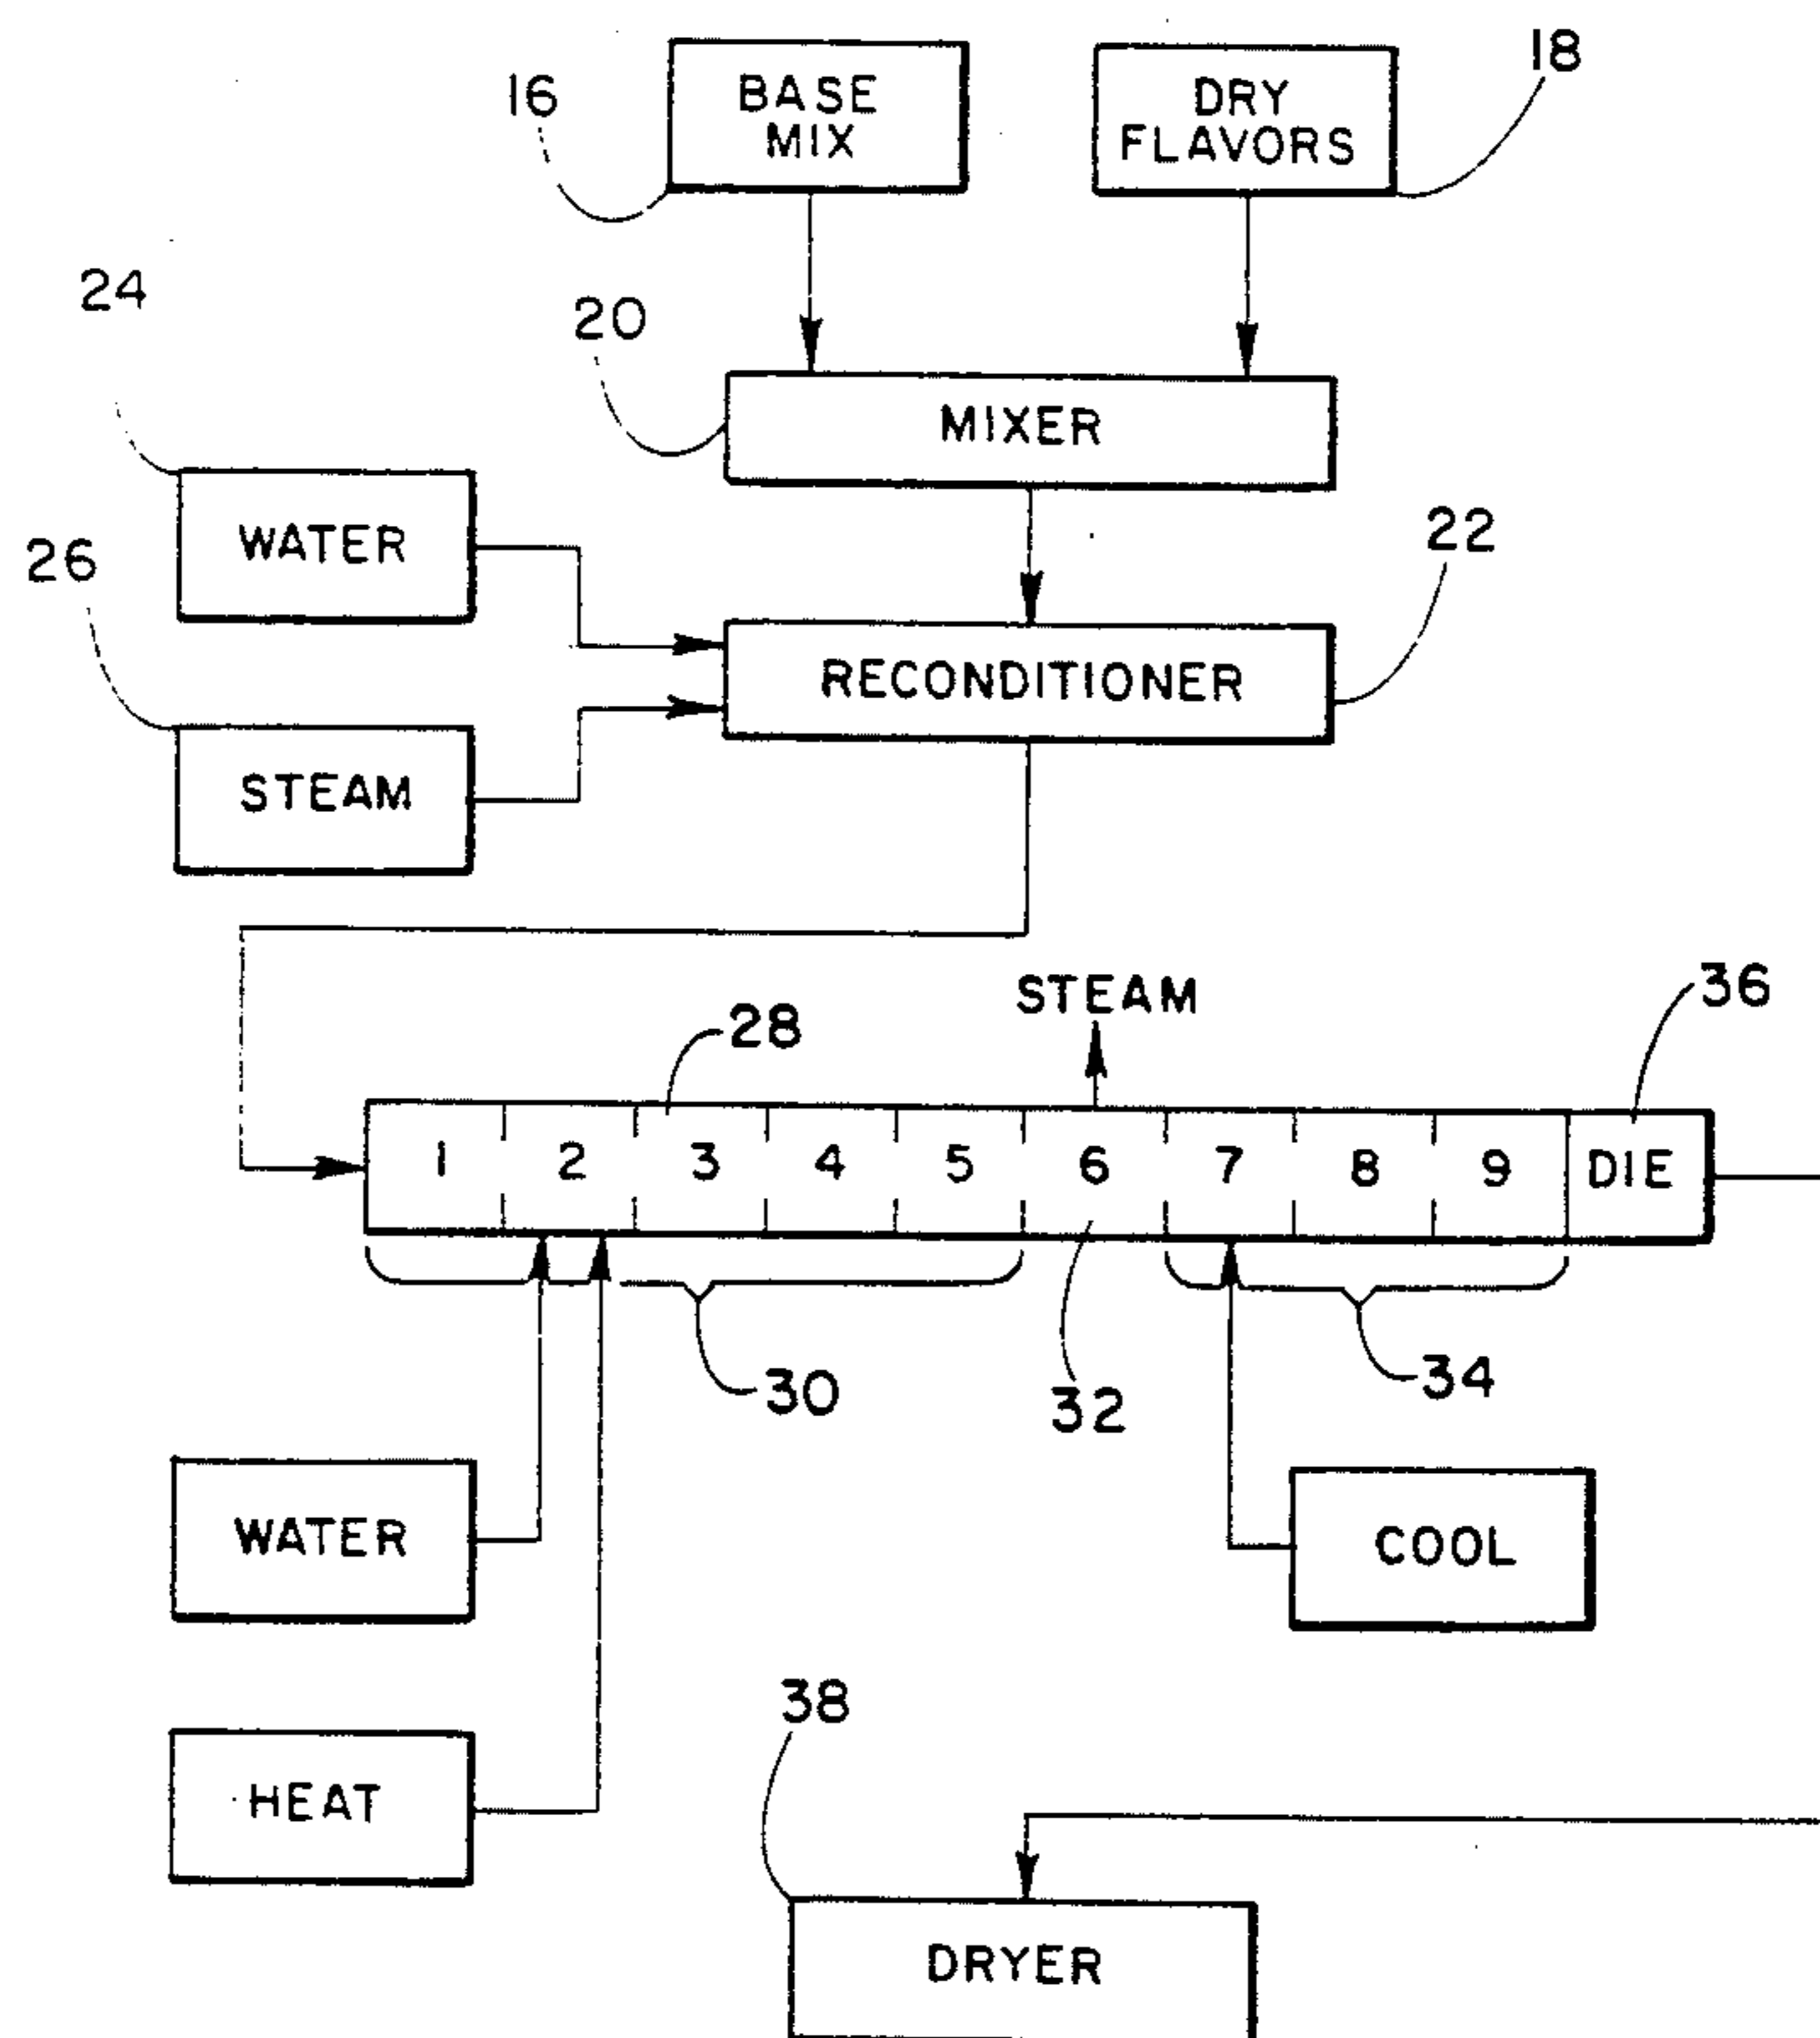 16
BASE
MIX
DRY
FLAVORS
18
24
20
MIXER
WATER
22
26
RECONDITIONER
STEAM
STEAM
36
28
1 2 3 4 5 6 7 8 9 DIE
30
32
34
WATER
COOL
38
HEAT
DRYER